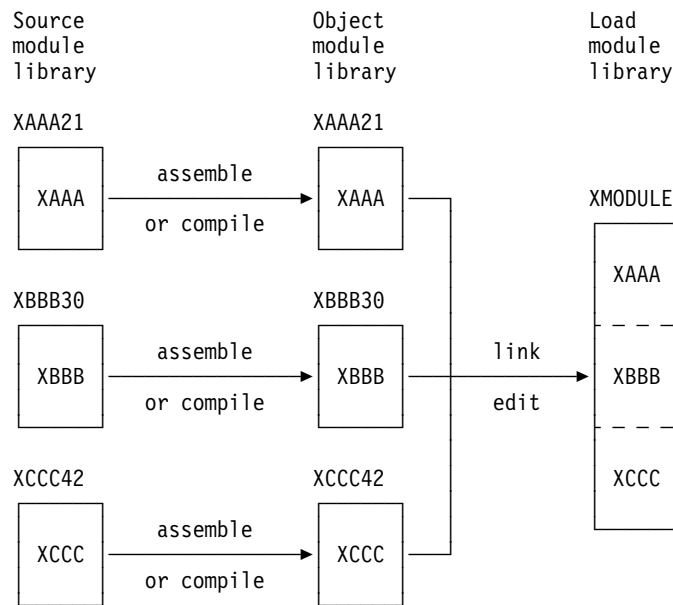 Source
module
library
Object
module
library
Load
module
library
XAAA21
XAAA21
XAAA
assemble
or compile
XAAA
XMODULE
XAAA
XBBB30
XBBB30
XBBB
assemble
or compile
XBBB
link
edit
XBBB
XCCC42
XCCC42
XCCC
XCCC
assemble
or compile
XCCC